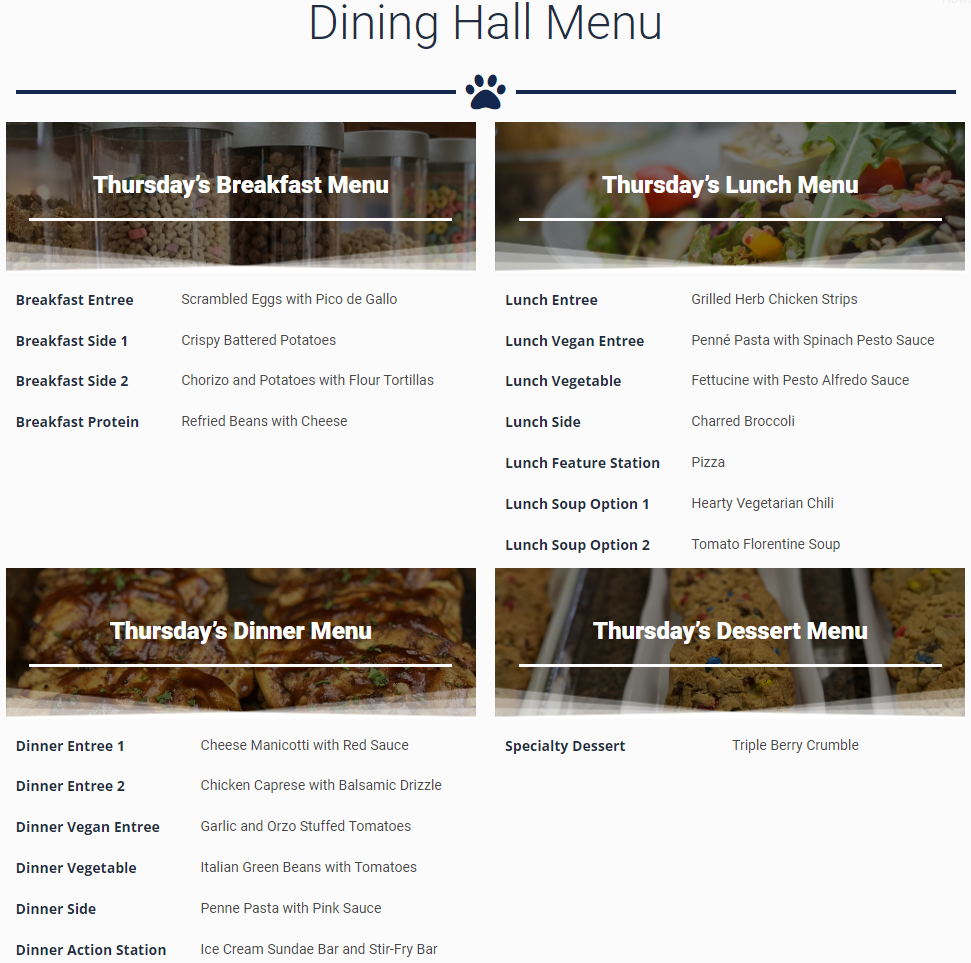 Dining Hall Menu
Thursday’s Breakfast Menu
Breakfast Entree Scrambled Eggs with Pico de Gallo
Breakfast Side 1 Crispy Battered Potatoes
Breakfast Side 2 Chorizo and Potatoes with Flour Tortillas
Breakfast Protein Refried Beans with Cheese
Thursday’s Lunch Menu
Lunch Entree Grilled Herb Chicken Strips
Lunch Vegan Entree Penné Pasta with Spinach Pesto Sauce
Lunch Vegetable Fettucine with Pesto Alfredo Sauce
Lunch Side Charred Broccoli
Lunch Feature Station Pizza
Lunch Soup Option 1 Hearty Vegetarian Chili
Lunch Soup Option 2 Tomato Florentine Soup
Thursday’s Dinner Menu
Dinner Entree 1 Cheese Manicotti with Red Sauce
Dinner Entree 2 Chicken Caprese with Balsamic Drizzle
Dinner Vegan Entree Garlic and Orzo Stuffed Tomatoes
Dinner Vegetable Italian Green Beans with Tomatoes
Dinner Side Penne Pasta with Pink Sauce
Dinner Action Station Ice Cream Sundae Bar and Stir-Fry Bar
Thursday’s Dessert Menu
Specialty Dessert Triple Berry Crumble